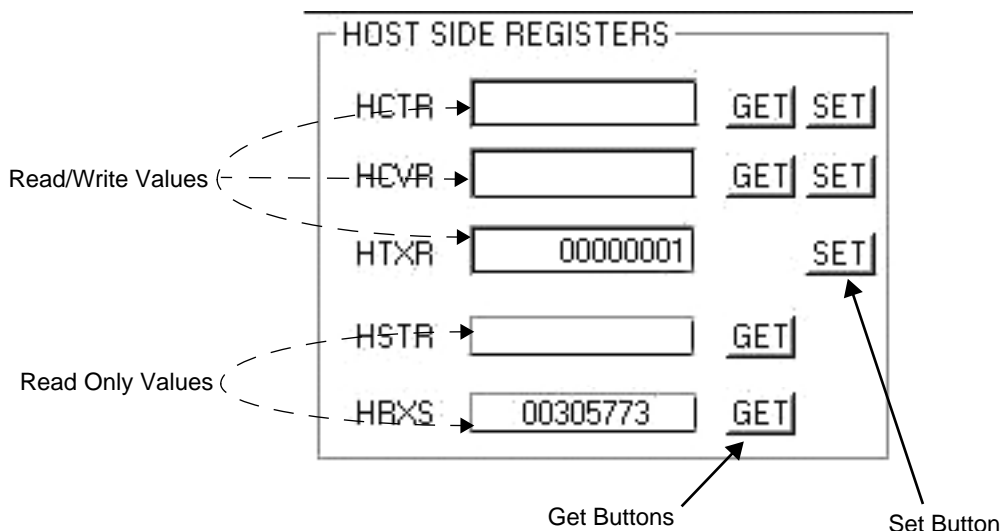 HOST SIDE REGISTERS
HCTR GET SET
Read/Write Values HCVR GET SET
HTXR 00000001 SET
HSTR GET
Read Only Values
HRXS 00305773 GET
Get Buttons
Set Button